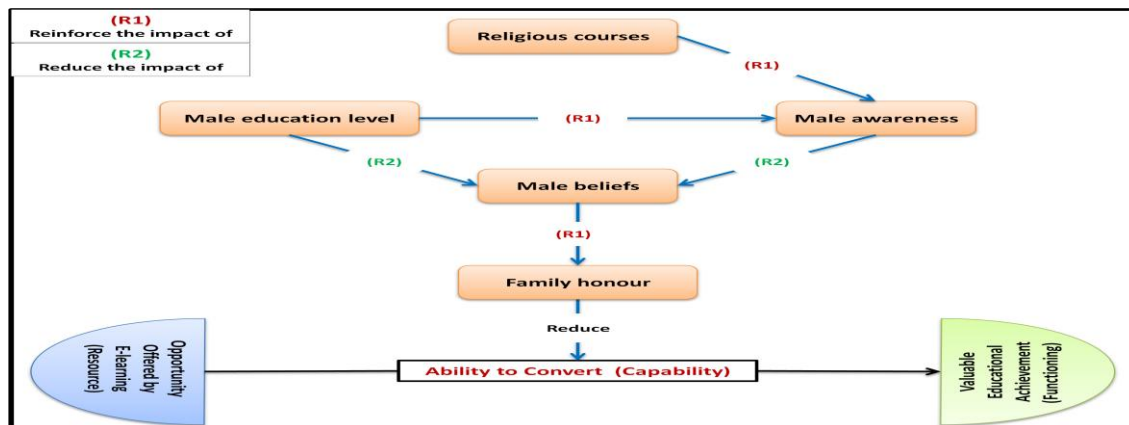 (R1)
Reinforce the impact of
(R2)
Reduce the impact of
Religious courses
(R1)
Male education level
(R1)
Male awareness
(R2)
(R2)
Male beliefs
(R1)
Family honour
Reduce
Opportunity
Offered by
E-learning
(Resource)
Ability to Convert (Capability)
Valuable
Educational
Achievement
(Functioning)